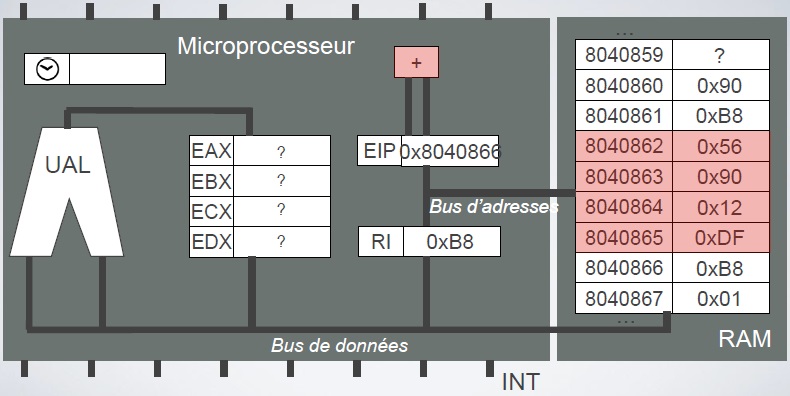 Microprocesseur
+
UAL
EAX ?
EBX ?
ECX ?
EDX ?
EIP 0x8040866
Bus d'adresses
RI 0xB8
Bus de données
INT
...
8040859 ?
8040860 0x90
8040861 0xB8
8040862 0x56
8040863 0x90
8040864 0x12
8040865 0xDF
8040866 0xB8
8040867 0x01
...
RAM